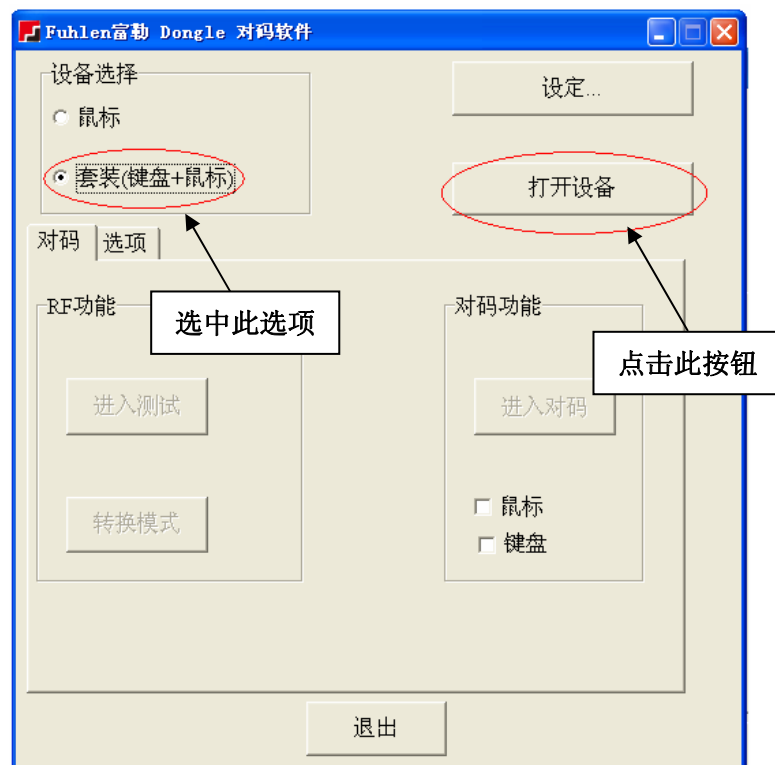 Fuhlen富勒 Dongle 对码软件
设备选择
鼠标
套装(键盘+鼠标)
设定...
打开设备
对码
选项
RF功能
选中此选项
对码功能
点击此按钮
进入测试
进入对码
转换模式
鼠标
键盘
退出